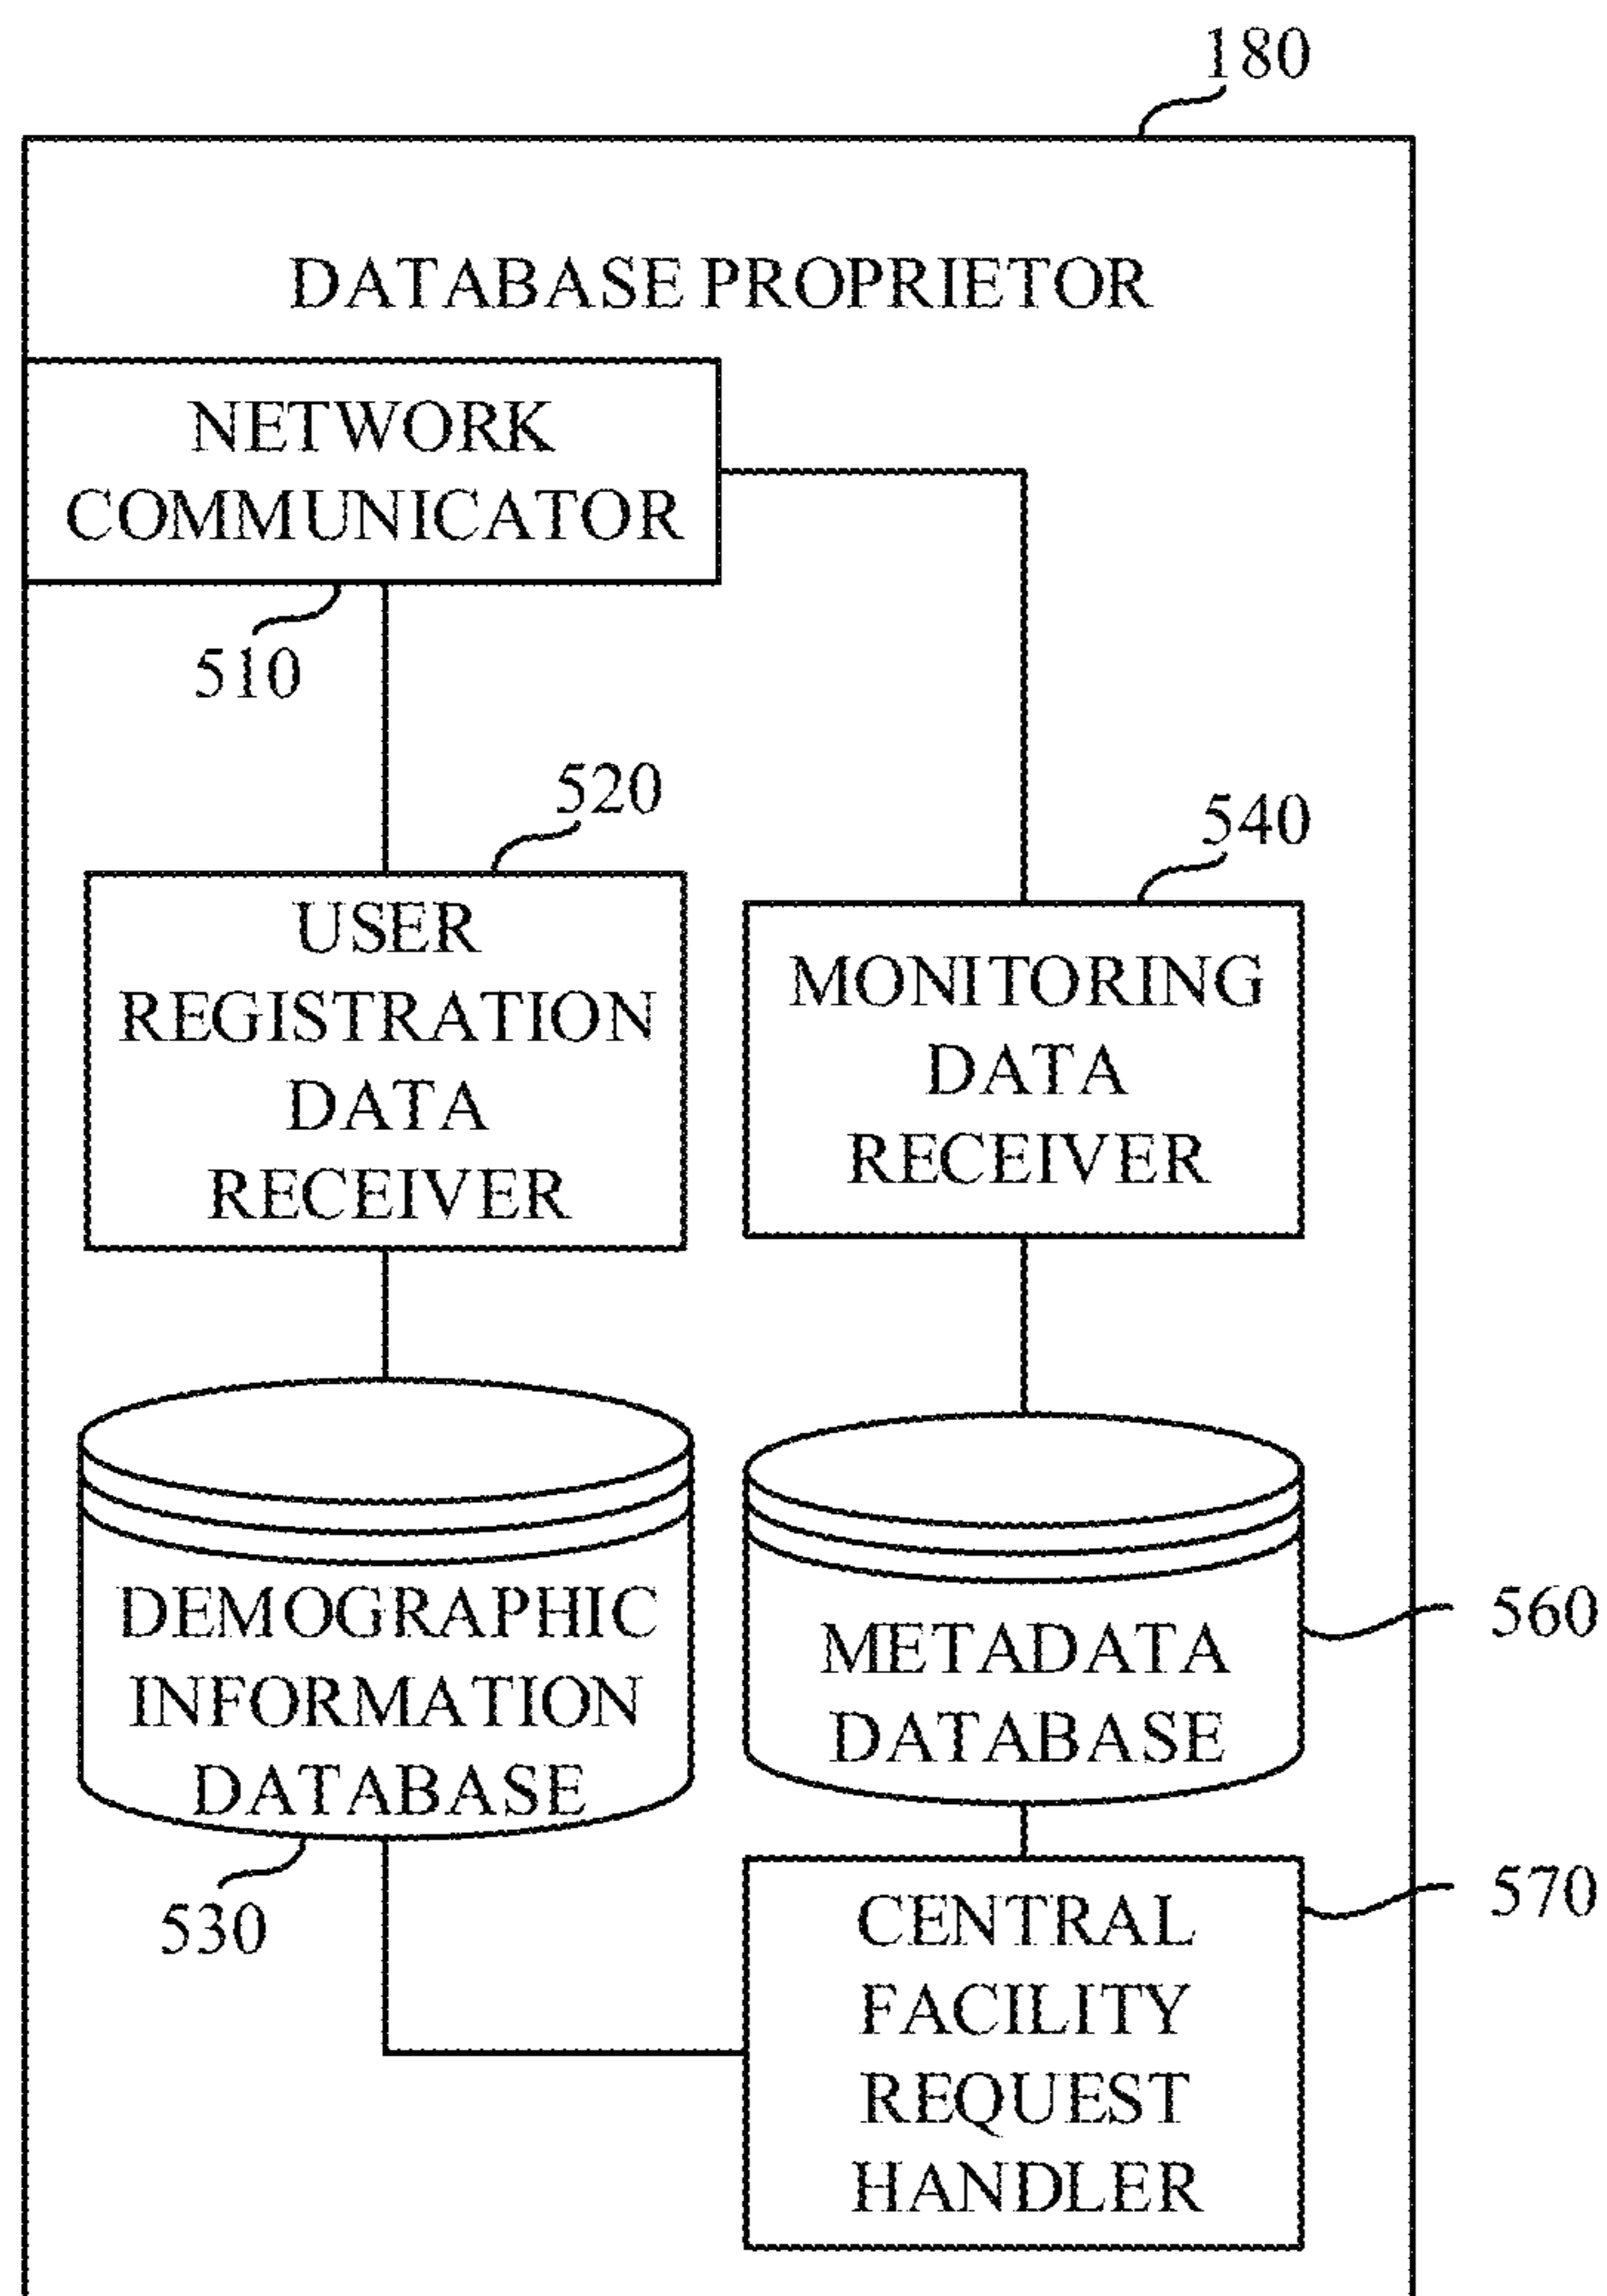 180
DATABASE PROPRIETOR
NETWORK
COMMUNICATOR
510
520
USER
REGISTRATION
DATA
RECEIVER
540
MONITORING
DATA
RECEIVER
DEMOGRAPHIC
INFORMATION
DATABASE
530
METADATA
DATABASE
560
CENTRAL
FACILITY
REQUEST
HANDLER
570